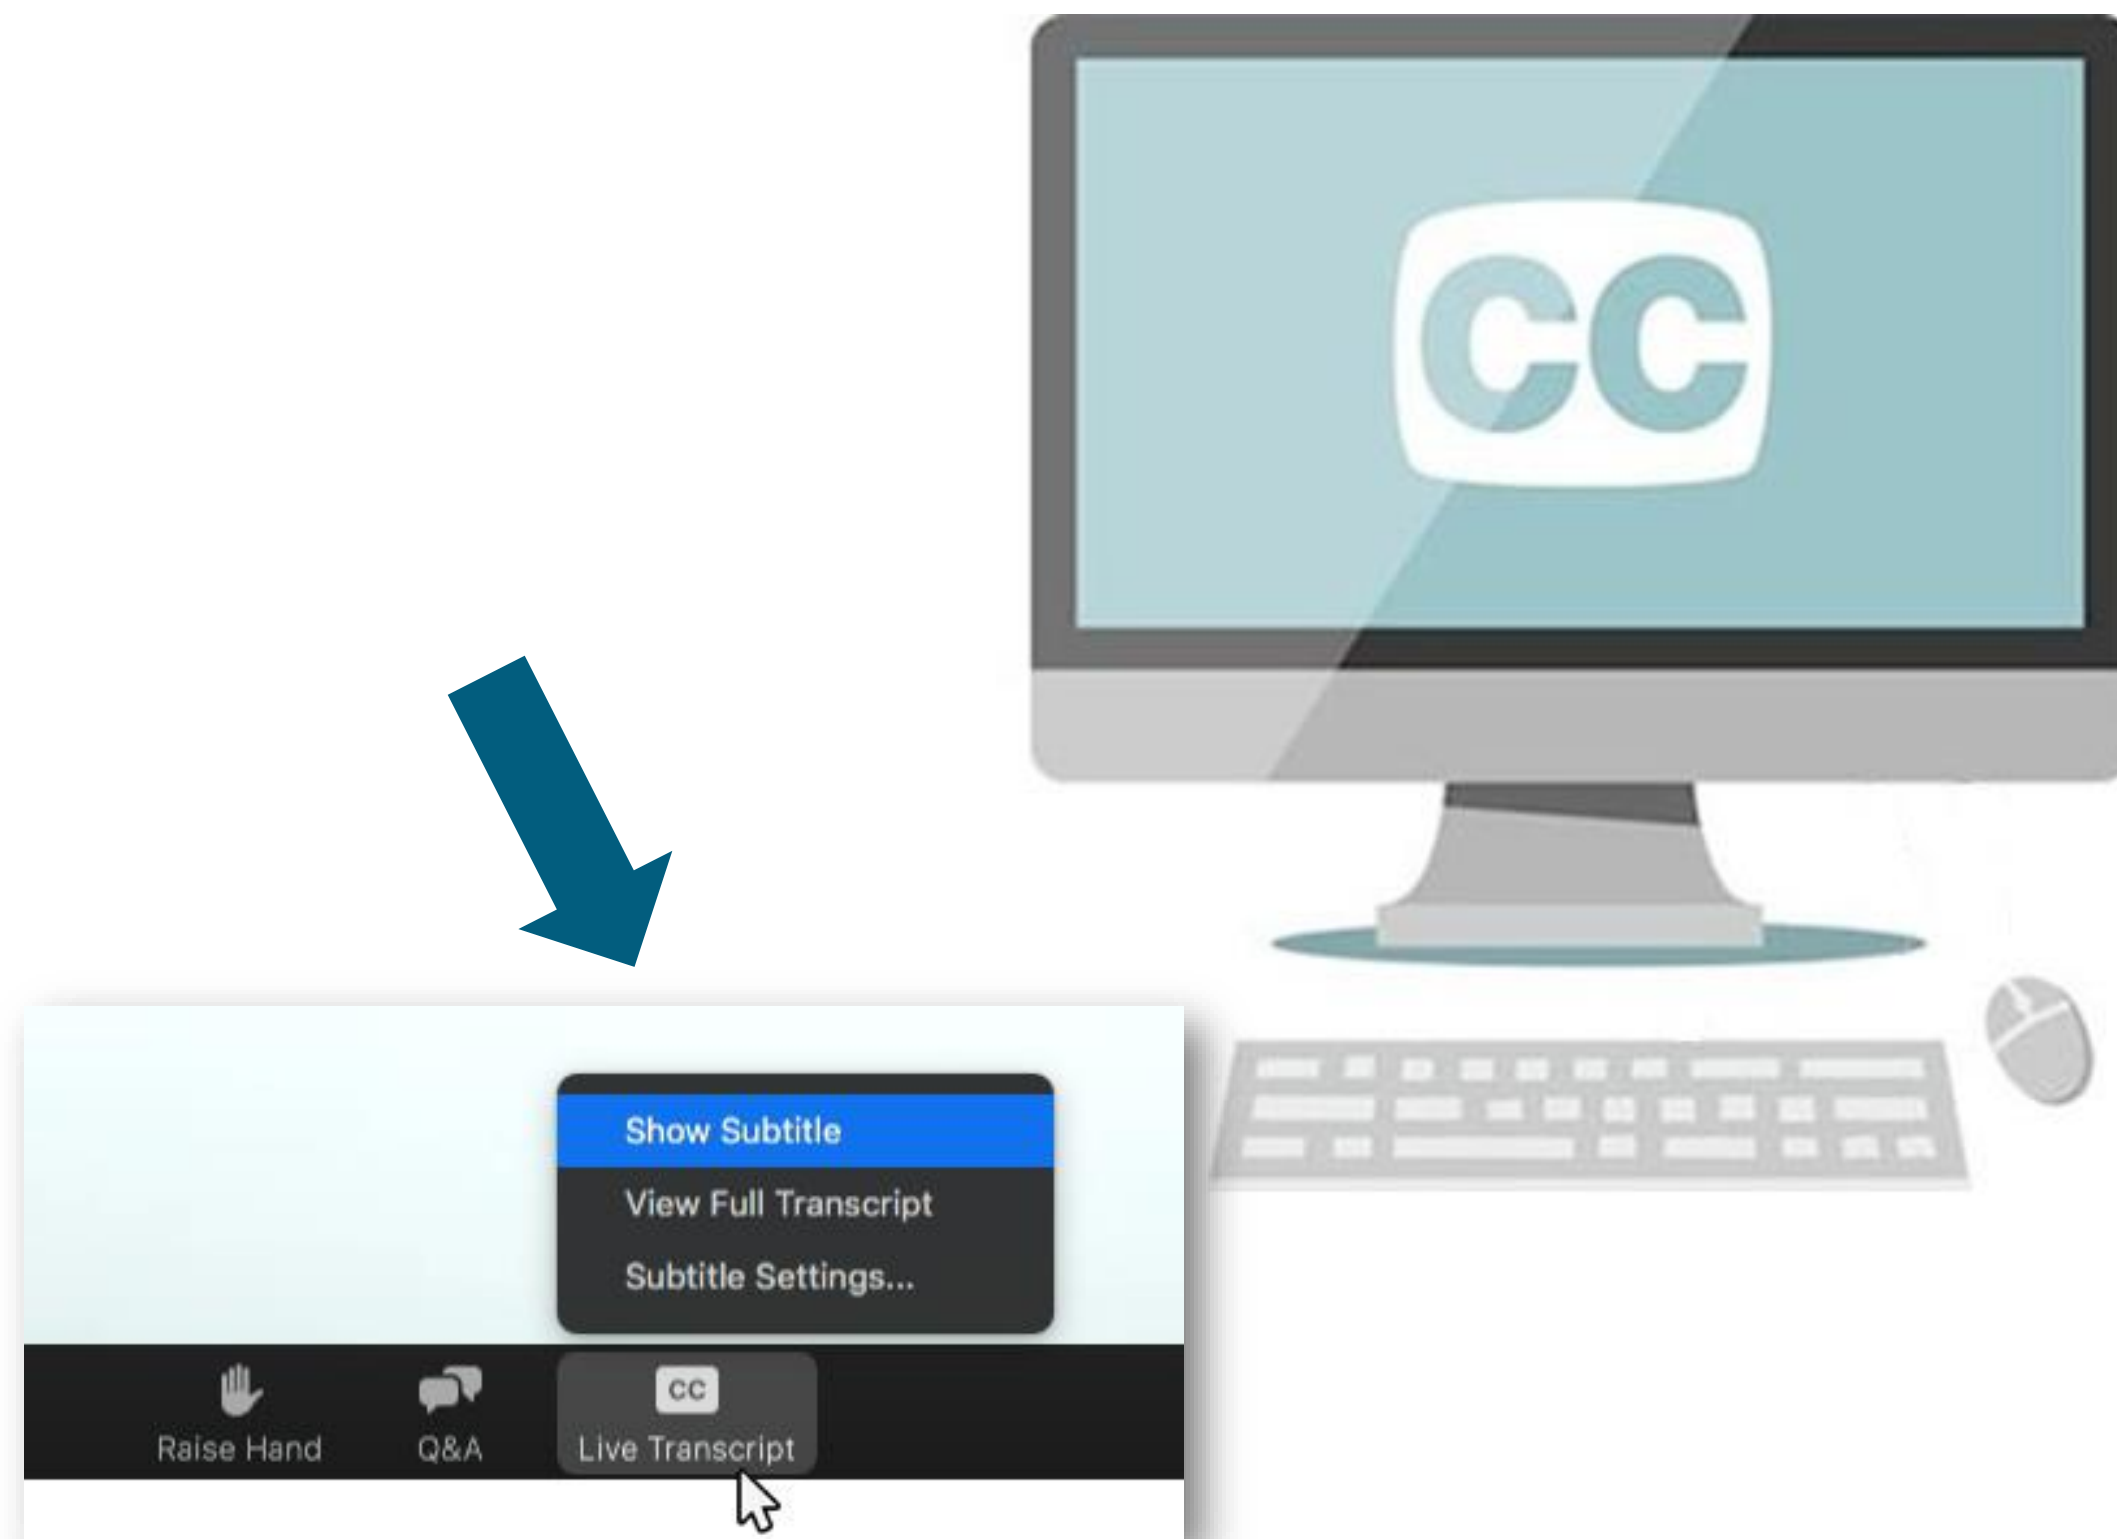 CC
Show Subtitle
View Full Transcript
Subtitle Settings...
CC
Raise Hand
Q&A
Live Transcript